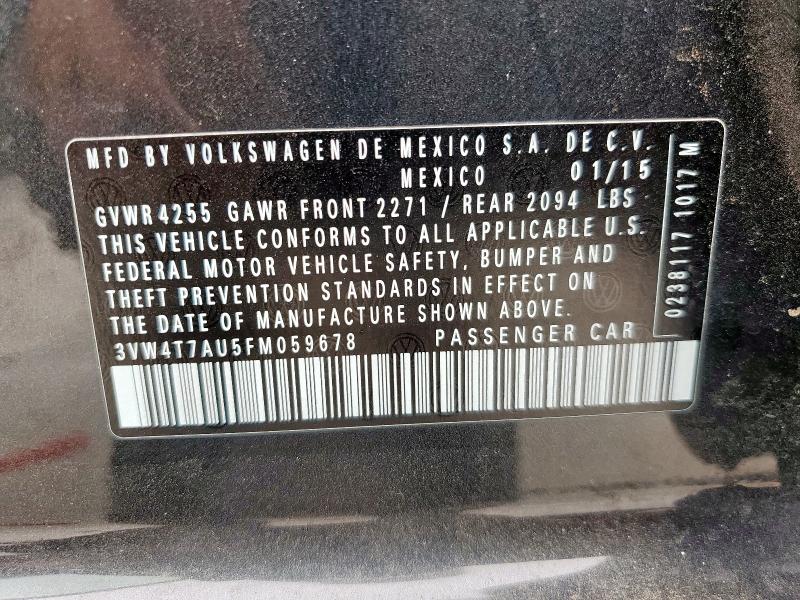 MFD BY VOLKSWAGEN DE MEXICO S.A. DE C.V.
MEXICO 01/15
GVWR 4255 GAWR FRONT 2271 / REAR 2094 LBS
THIS VEHICLE CONFORMS TO ALL APPLICABLE U.S.
FEDERAL MOTOR VEHICLE SAFETY, BUMPER AND
THEFT PREVENTION STANDARDS IN EFFECT ON
THE DATE OF MANUFACTURE SHOWN ABOVE.
3VW4T7AU5FM059678 PASSENGER CAR
0238117 1017 M